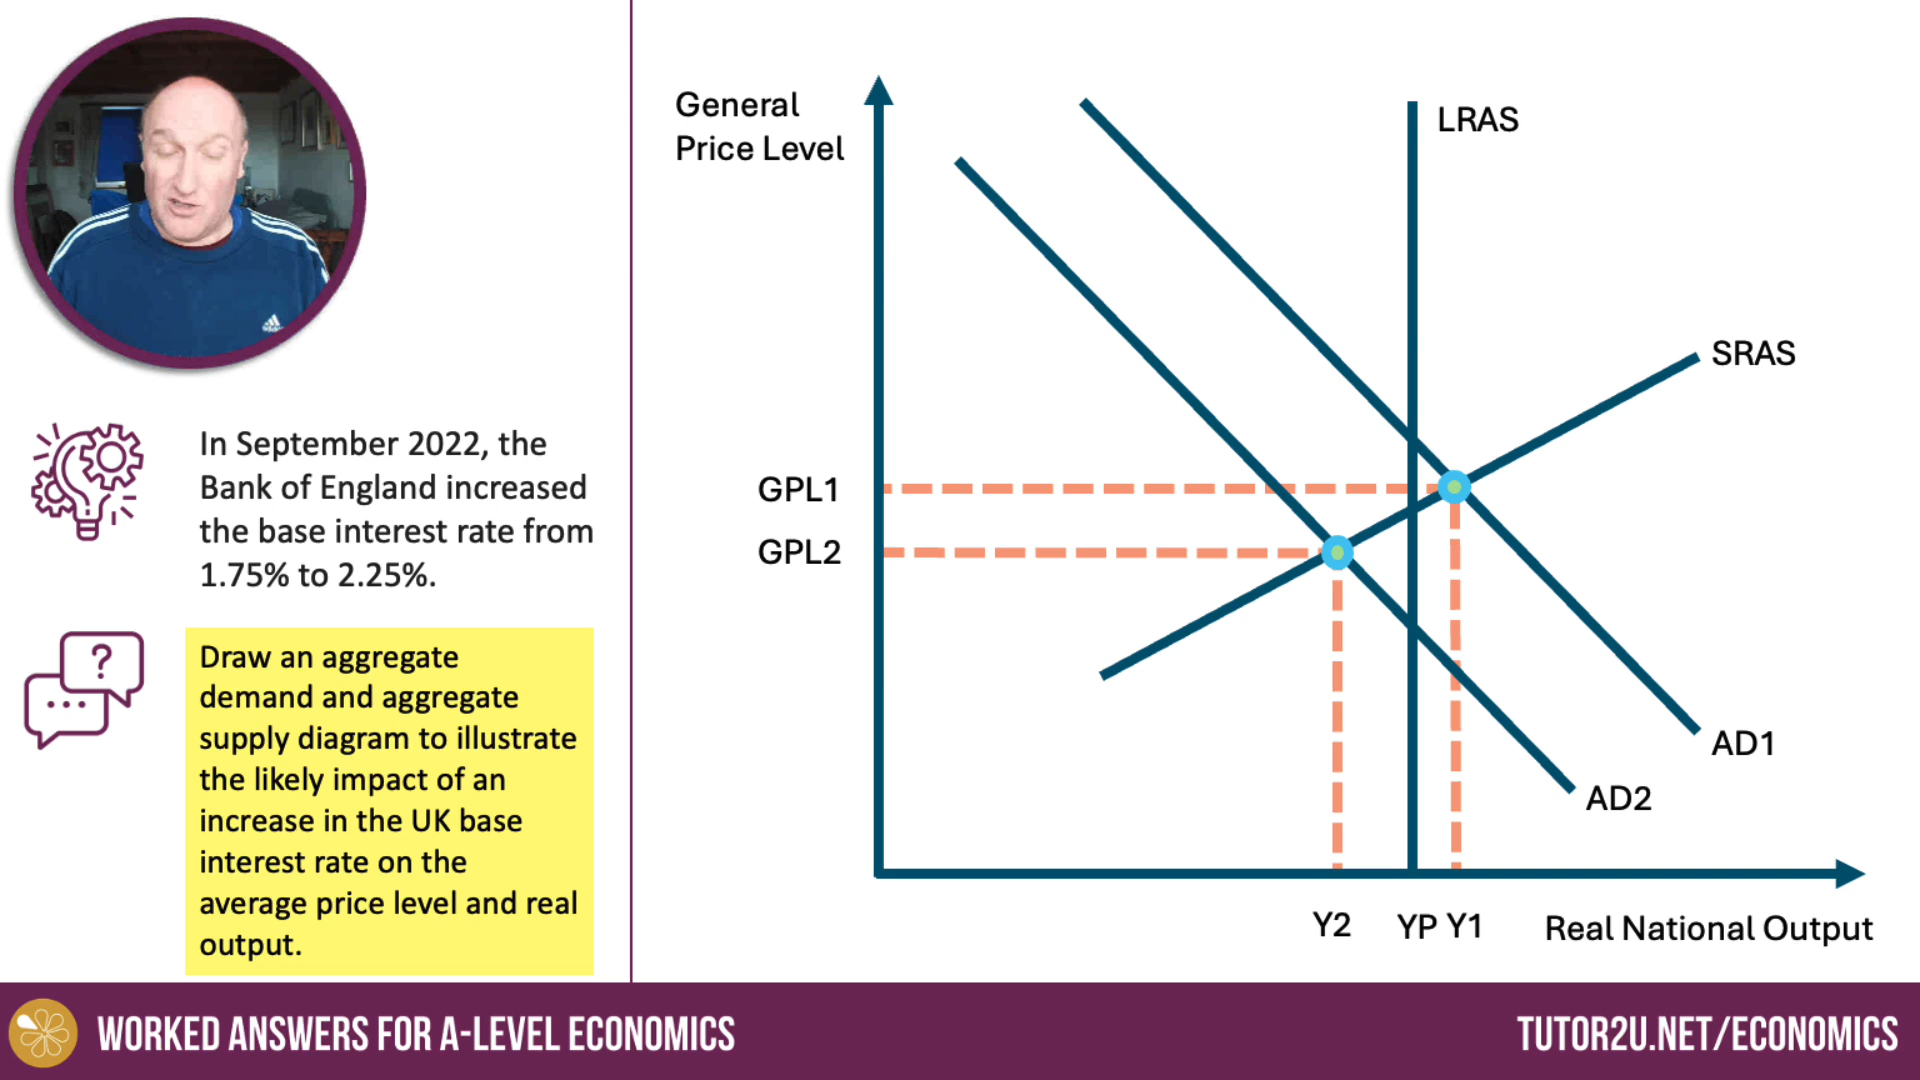 In September 2022, the
Bank of England increased
the base interest rate from
1.75% to 2.25%.
Draw an aggregate
demand and aggregate
supply diagram to illustrate
the likely impact of an
increase in the UK base
interest rate on the
average price level and real
output.
General
Price Level
LRAS
SRAS
GPL1
GPL2
AD1
AD2
Y2 YP Y1 Real National Output
WORKED ANSWERS FOR A-LEVEL ECONOMICS
TUTOR2U.NET/ECONOMICS